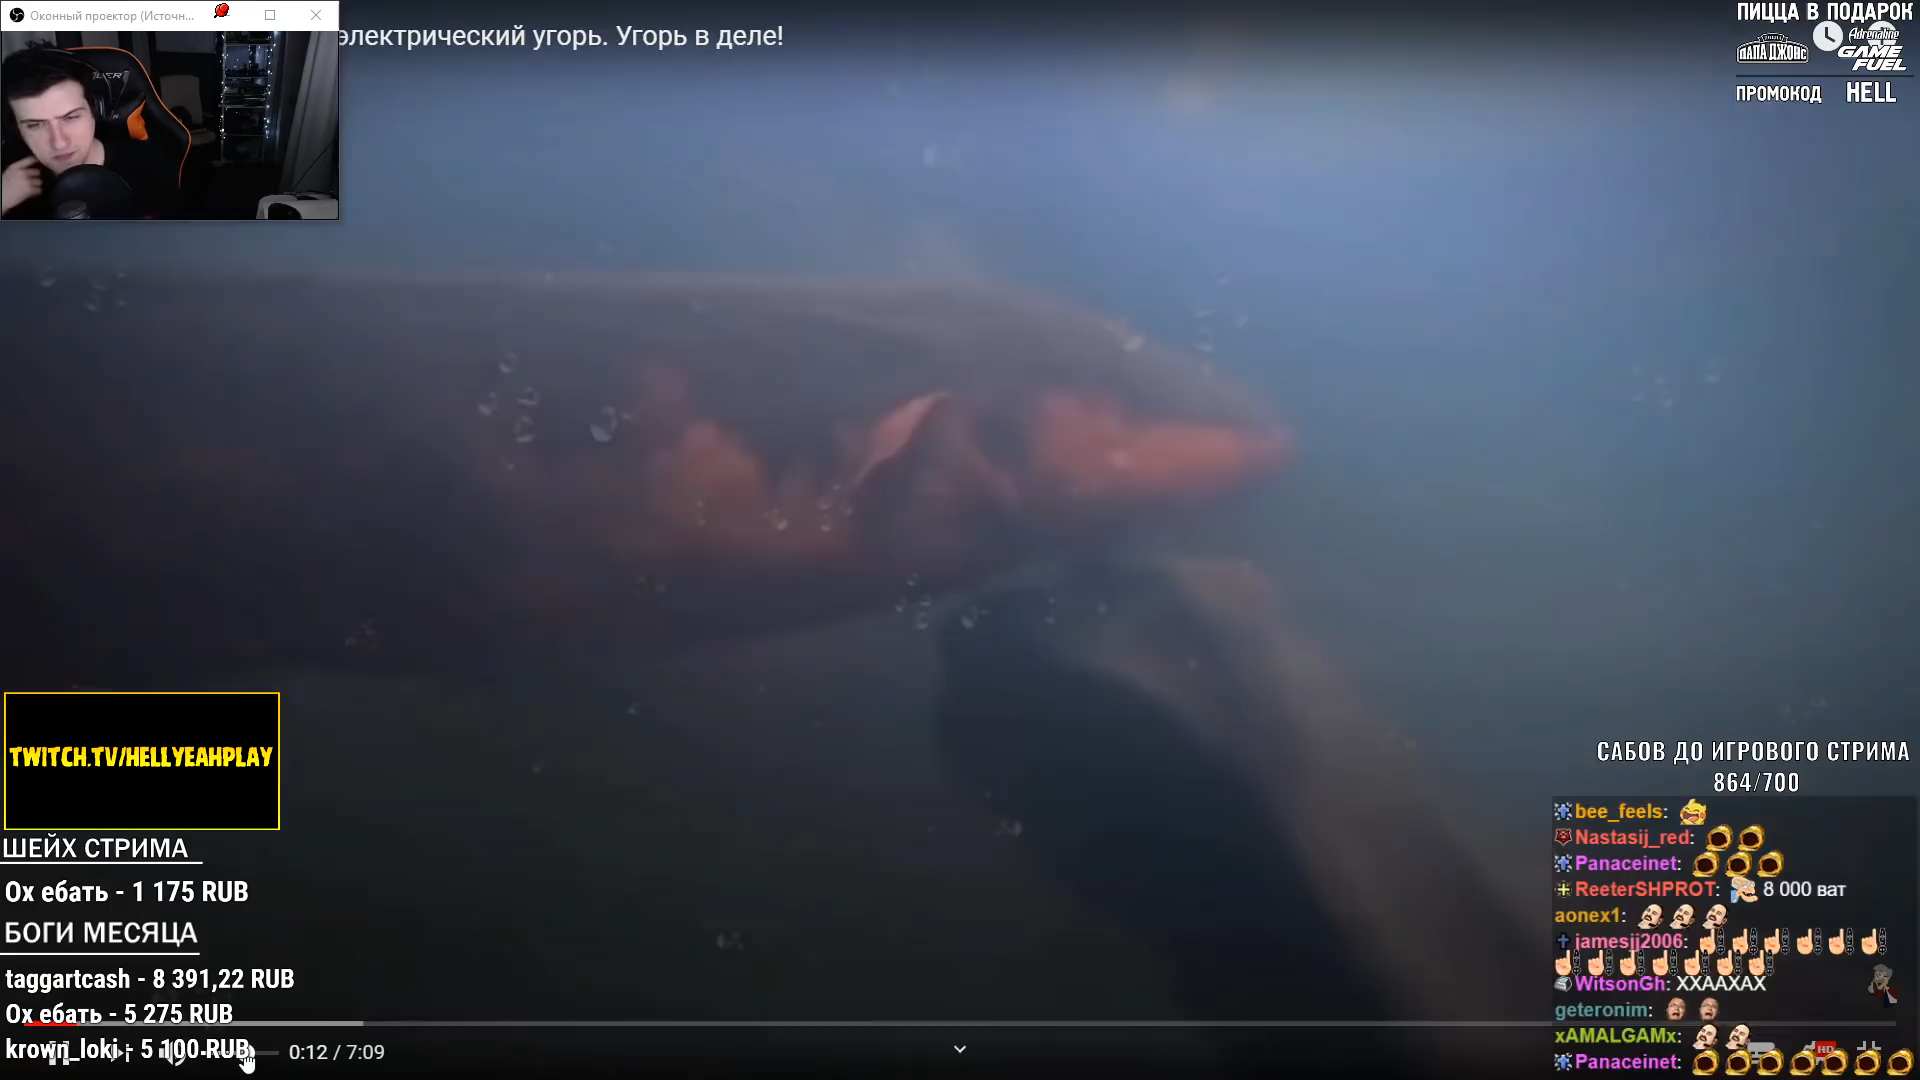 Оконный проектор (Источн...
электрический угорь. Угорь в деле!
ПИЦЦА В ПОДАРОК
ПАПА ДЖОНС
Adrenaline
GAME
FUEL
ПРОМОКОД HELL
TWITCH.TV/HELLYEAHPLAY
ШЕЙХ СТРИМА
Ох ебать - 1 175 RUB
БОГИ МЕСЯЦА
taggartcash - 8 391,22 RUB
Ох ебать - 5 275 RUB
krown_loki - 5 100 RUB
0:12 / 7:09
САБОВ ДО ИГРОВОГО СТРИМА
864/700
bee_feels:
Nastasij_red:
Panaceinet:
ReeterSHPROT: 8 000 ват
aonex1:
jamesjj2006:
WitsonGh: XXAAXAX
geteronim:
xAMALGAMx:
Panaceinet:
HD